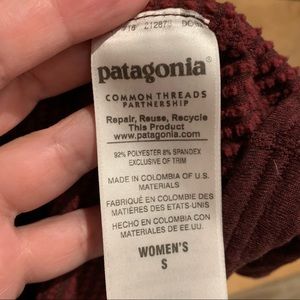 patagonia®
COMMON THREADS
PARTNERSHIP
Repair, Reuse, Recycle
This Product
www.patagonia.com
92% POLYESTER 8% SPANDEX
EXCLUSIVE OF TRIM
MADE IN COLOMBIA OF U.S.
MATERIALS
FABRIQUÉ EN COLOMBIE DES
MATIÈRES DES ETATS-UNIS
HECHO EN COLOMBIA CON
MATERIALES DE EE.UU.
WOMEN'S
S